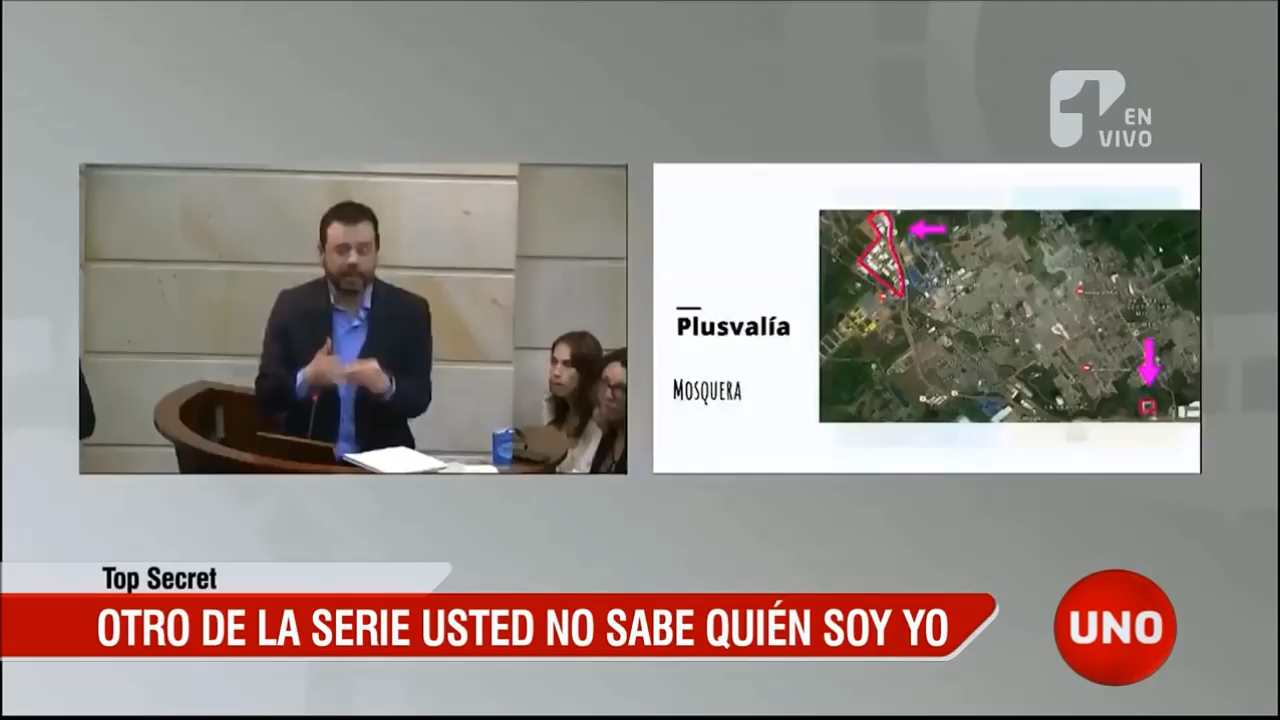 1 EN
VIVO
Plusvalía
MOSQUERA
Top Secret
OTRO DE LA SERIE USTED NO SABE QUIÉN SOY YO
UNO